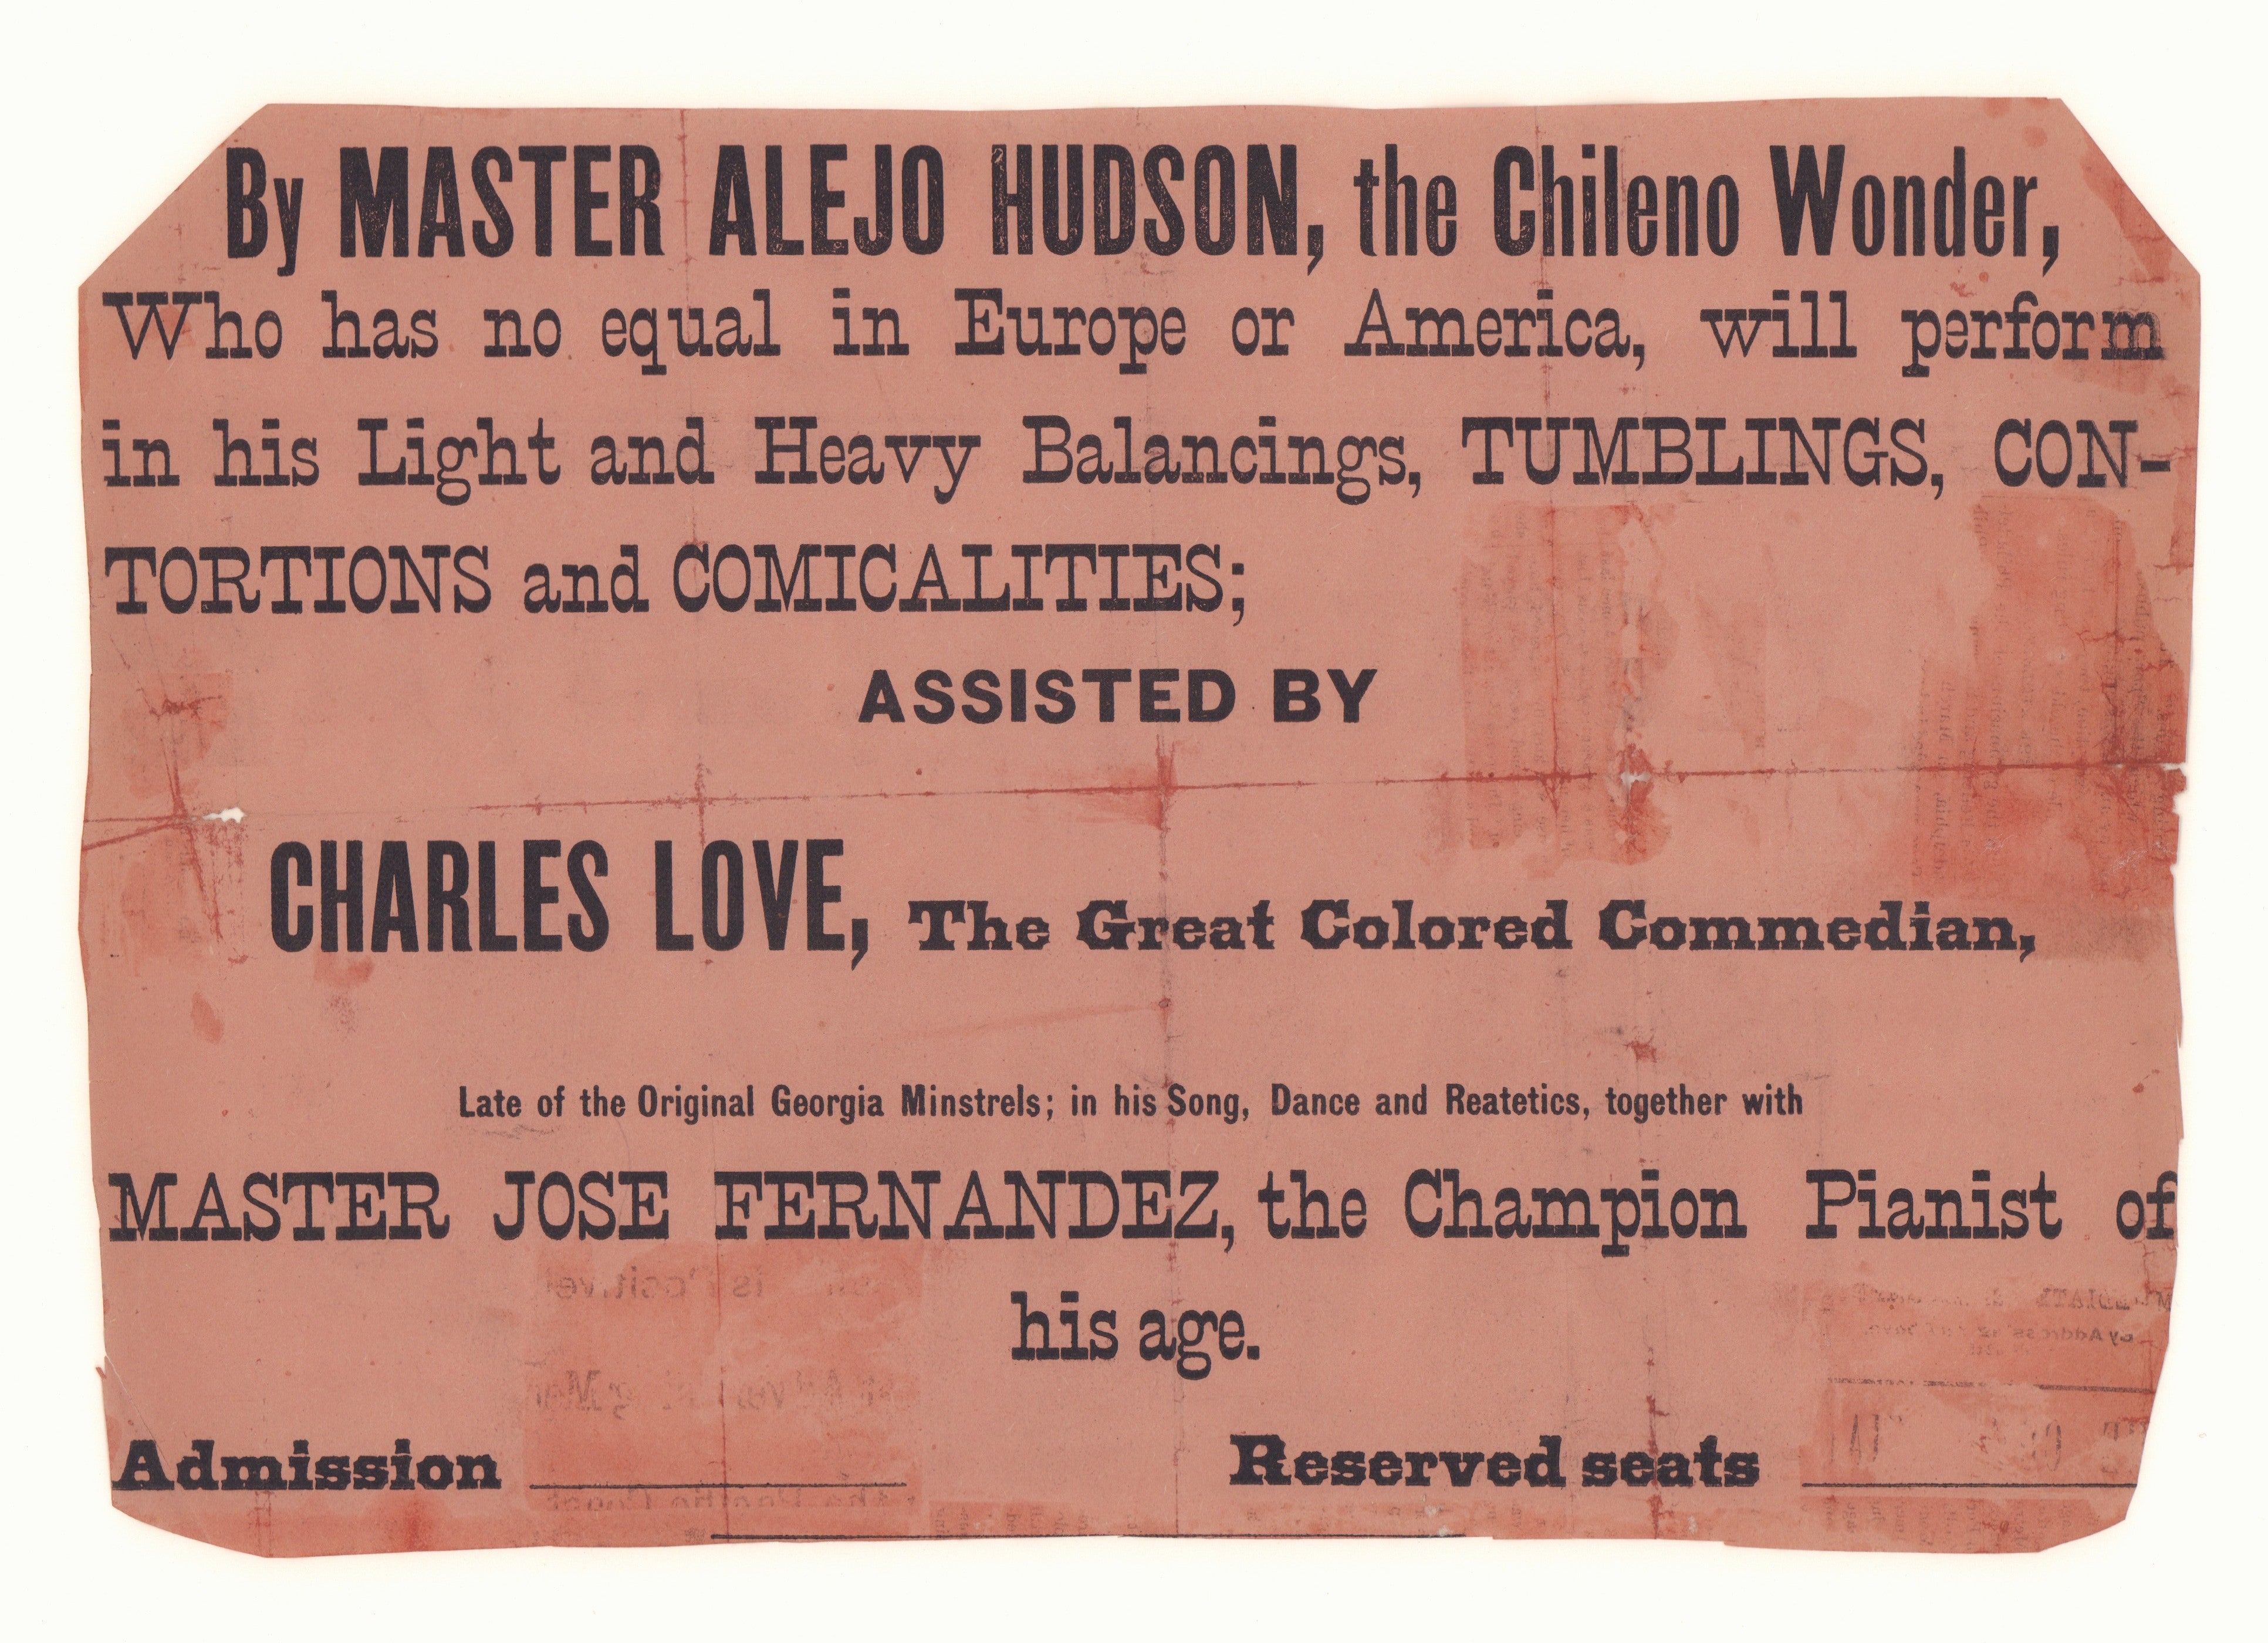 By MASTER ALEJO HUDSON, the Chileno Wonder,
Who has no equal in Europe or America, will perform
in his Light and Heavy Balancings, TUMBLINGS, CON-
TORTIONS and COMICALITIES;
ASSISTED BY
CHARLES LOVE, The Great Colored Commedian,
Late of the Original Georgia Minstrels; in his Song, Dance and Reatetics, together with
MASTER JOSE FERNANDEZ, the Champion Pianist of
his age.
Admission Reserved seats